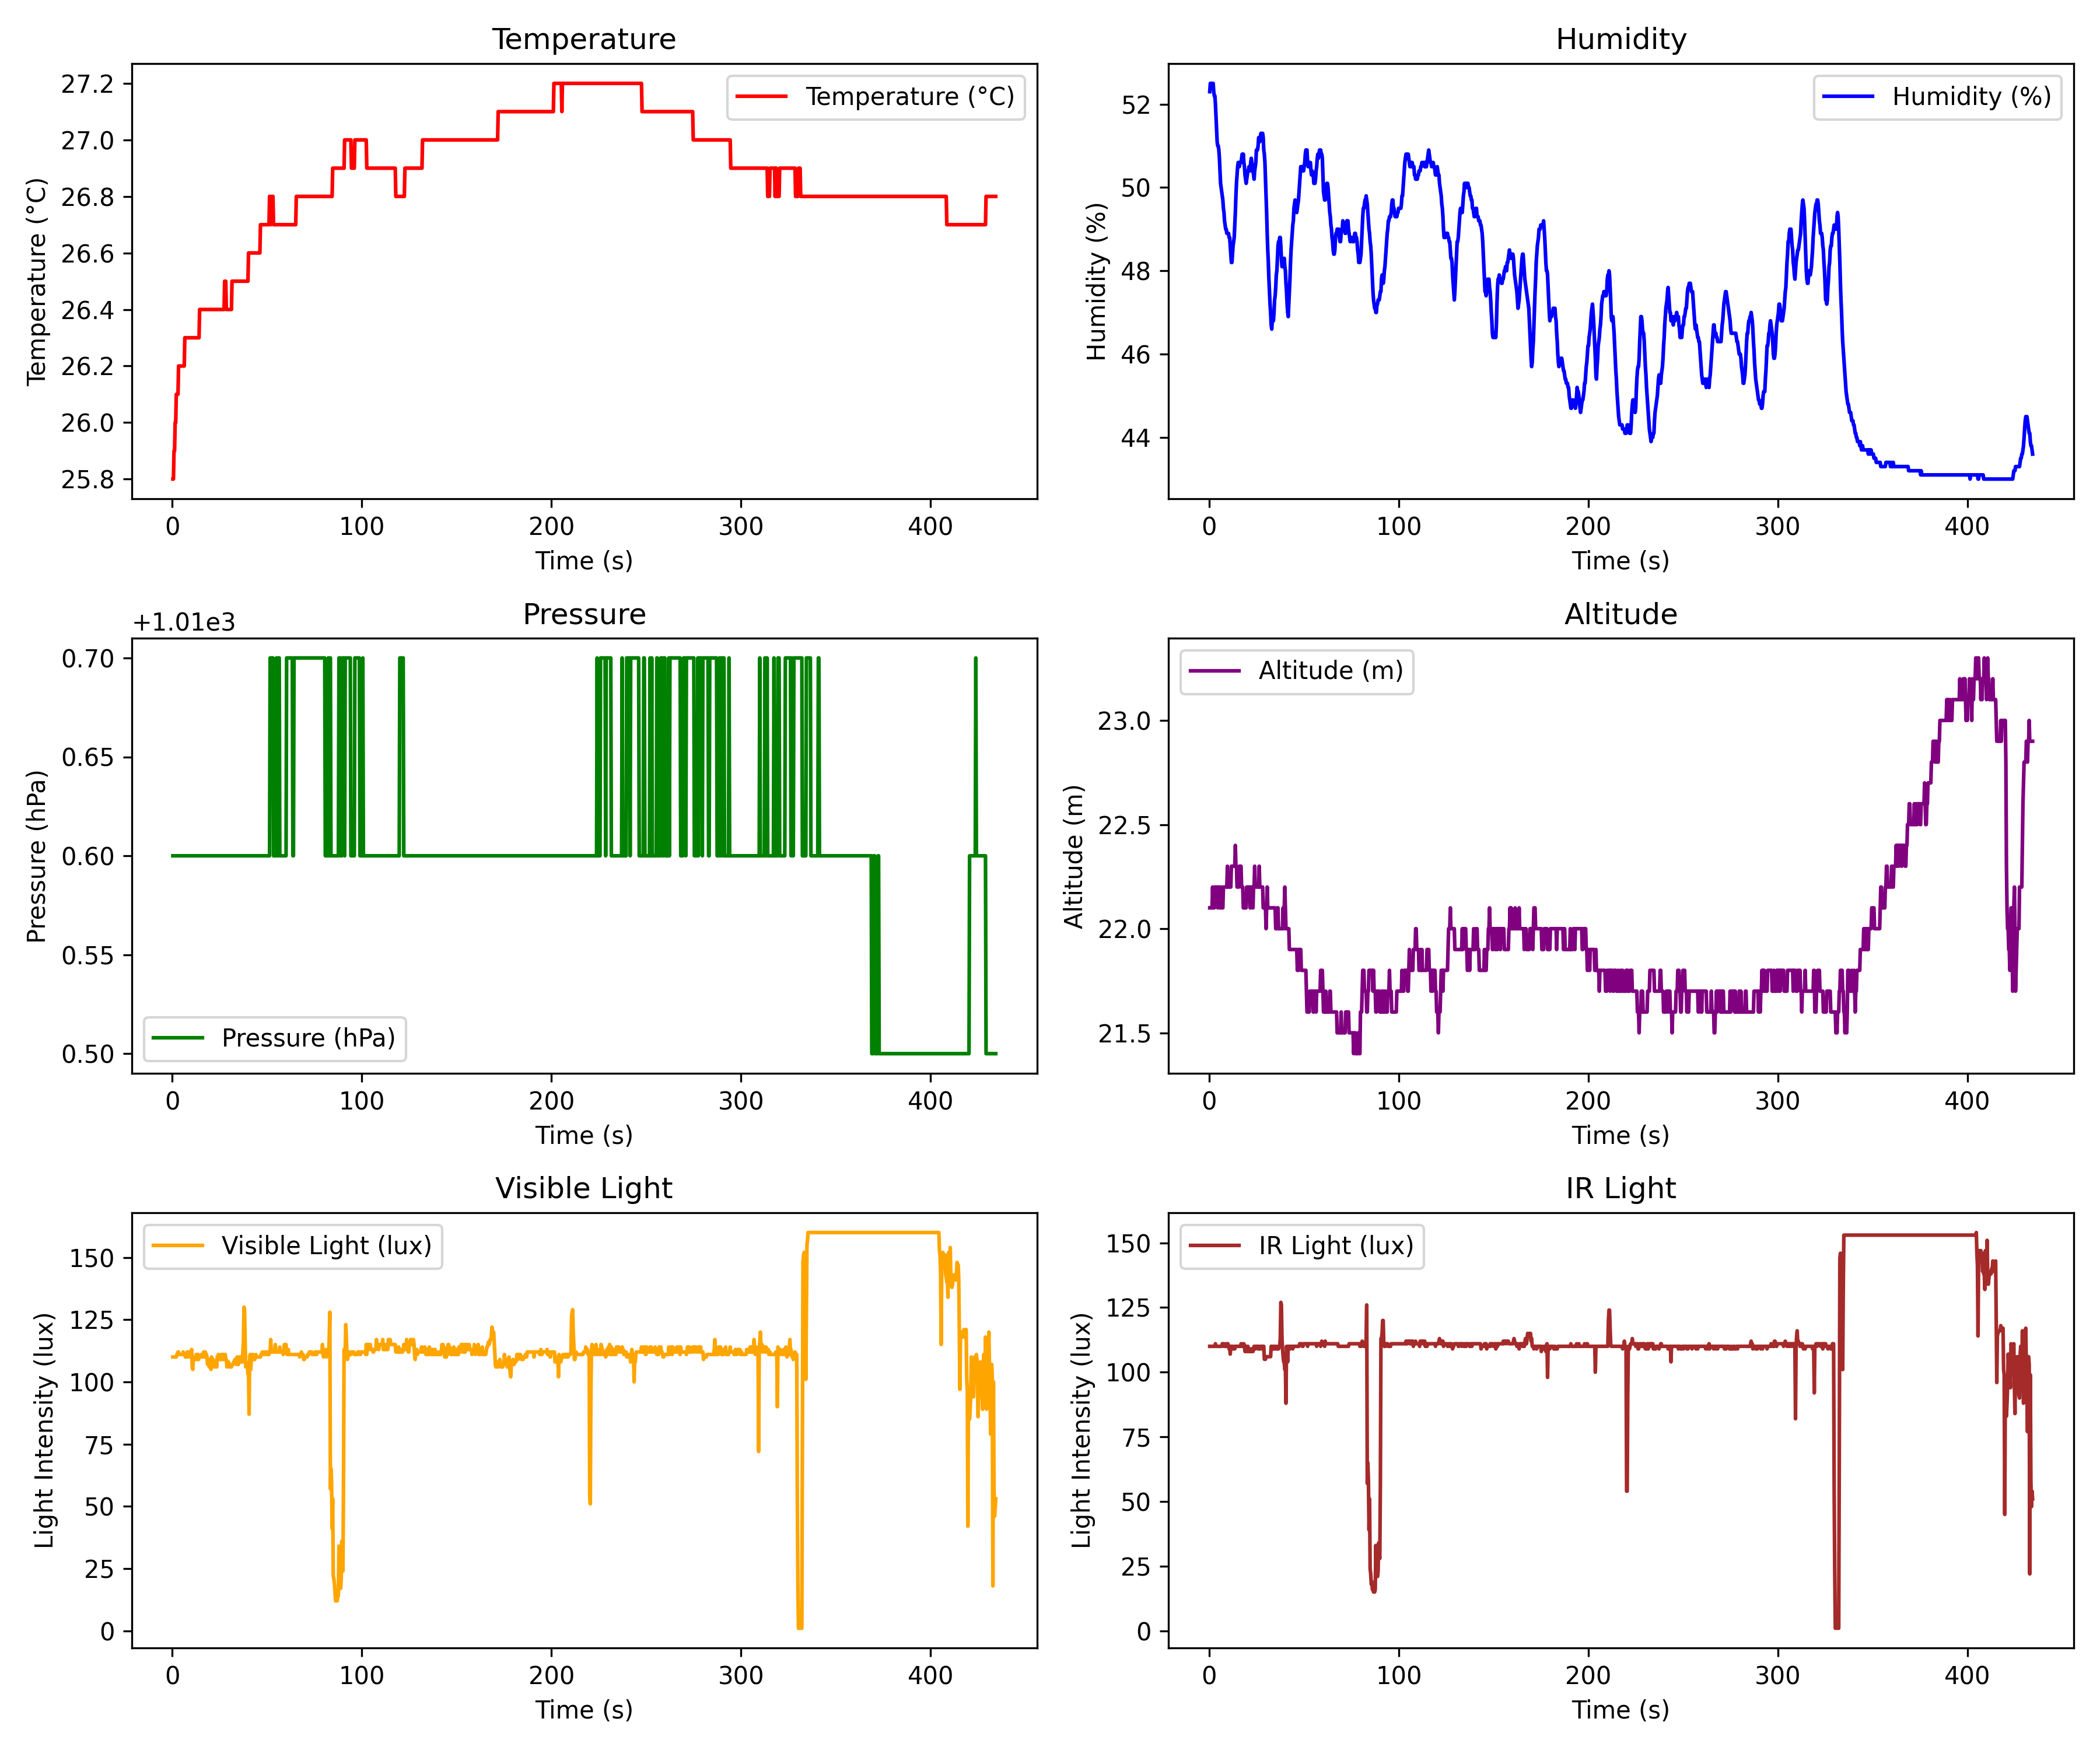 Temperature
Temperature (°C)
27.2
27.0
26.8
26.6
26.4
26.2
26.0
25.8
Temperature (°C)
0 100 200 300 400
Time (s)
Humidity
Humidity (%)
52
50
48
46
44
Humidity (%)
0 100 200 300 400
Time (s)
Pressure
+1.01e3
Pressure (hPa)
0.70
0.65
0.60
0.55
0.50
Pressure (hPa)
0 100 200 300 400
Time (s)
Altitude
Altitude (m)
23.0
22.5
22.0
21.5
Altitude (m)
0 100 200 300 400
Time (s)
Visible Light
Light Intensity (lux)
150
125
100
75
50
25
0
Visible Light (lux)
0 100 200 300 400
Time (s)
IR Light
Light Intensity (lux)
150
125
100
75
50
25
0
IR Light (lux)
0 100 200 300 400
Time (s)